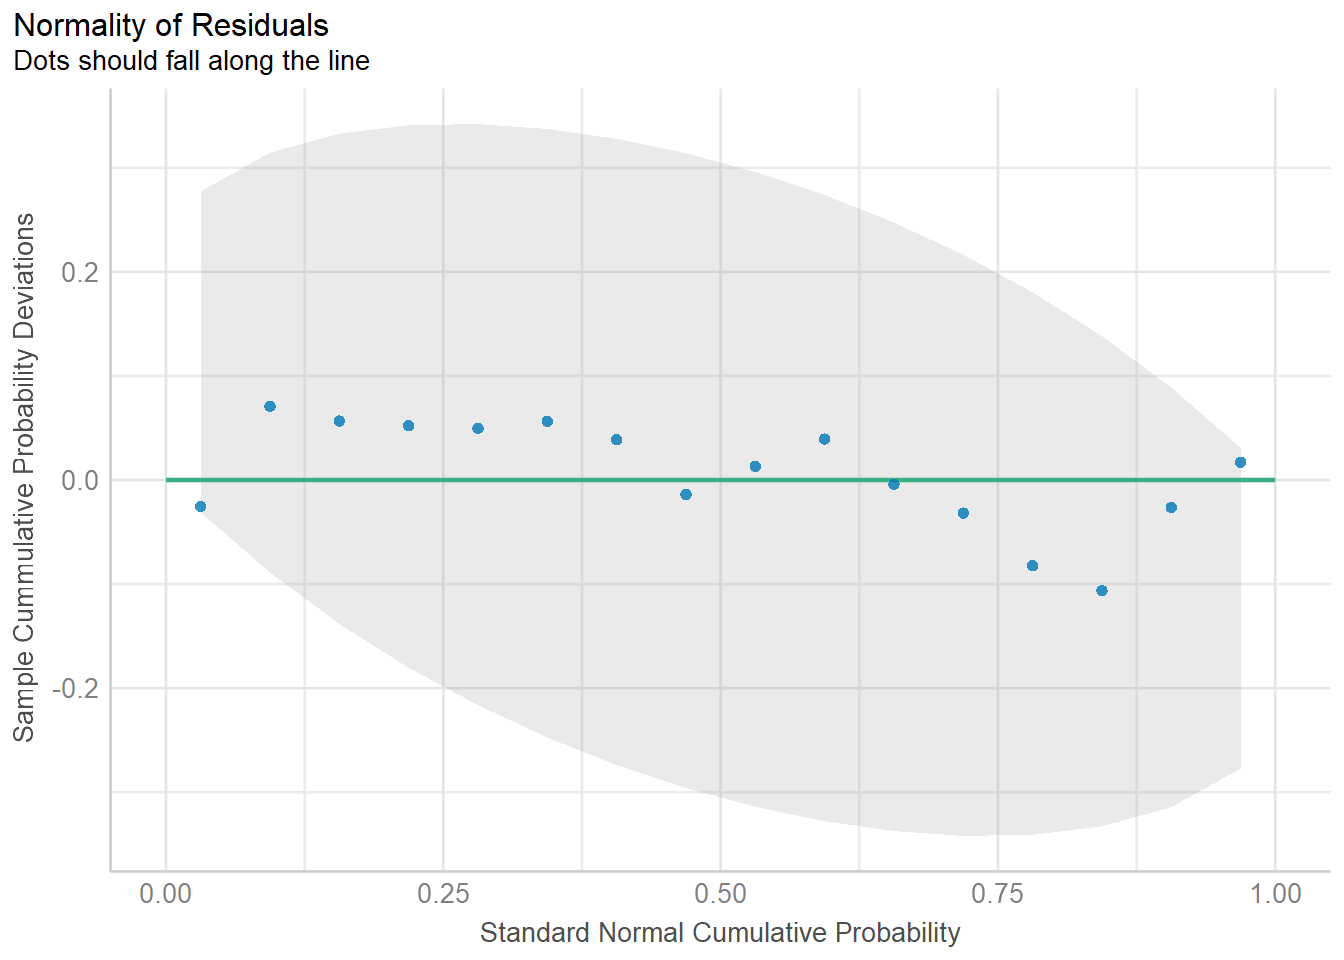 Normality of Residuals
Dots should fall along the line
Sample Cummulative Probability Deviations
0.2
0.0
-0.2
0.00 0.25 0.50 0.75 1.00
Standard Normal Cumulative Probability